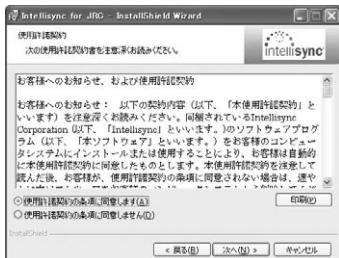 Intellisync for JRC - InstallShield Wizard
使用許諾契約
次の使用許諾契約書を注意深くお読みください。
intellisync
お客様へのお知らせ、および使用許諾契約
お客様へのお知らせ： 以下の契約内容（以下、「本使用許諾契約」と
いいます）を注意深くお読みください。同梱されているIntellisync
Corporation（以下、「Intellisync」といいます。）のソフトウェアプログ
ラム（以下、「本ソフトウェア」といいます。）をお客様のコンピュー
タシステムにインストールまたは使用することにより、お客様は自動的
に本使用許諾契約に同意したものとします。本使用許諾契約を注意して
読んだ後、お客様が、使用許諾契約の条項に同意されない場合は、速や
使用許諾契約の条項に同意します(A)
印刷(P)
使用許諾契約の条項に同意しません(D)
InstallShield
< 戻る(B)
次へ(N) >
キャンセル